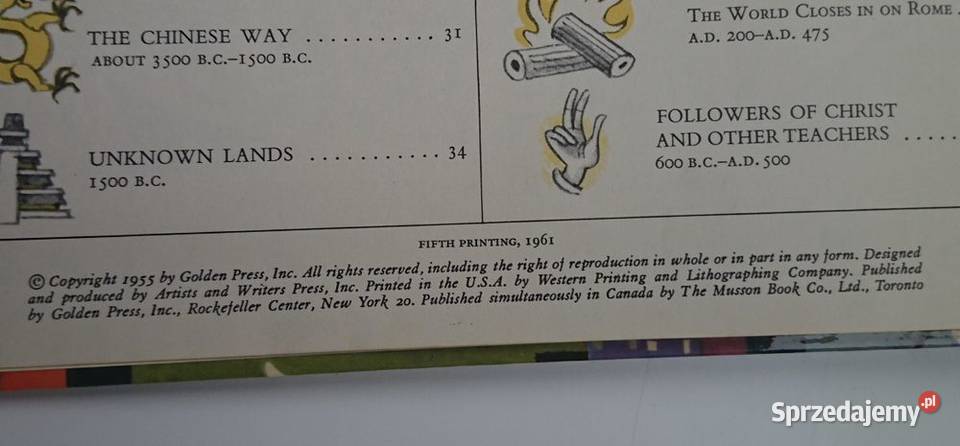 THE CHINESE WAY ........... 31
ABOUT 3500 B.C.–1500 B.C.
UNKNOWN LANDS ........... 34
1500 B.C.
THE WORLD CLOSES IN ON ROME .
A.D. 200–A.D. 475
FOLLOWERS OF CHRIST
AND OTHER TEACHERS .....
600 B.C.–A.D. 500
FIFTH PRINTING, 1961
© Copyright 1955 by Golden Press, Inc. All rights reserved, including the right of reproduction in whole or in part in any form. Designed
and produced by Artists and Writers Press, Inc. Printed in the U.S.A. by Western Printing and Lithographing Company. Published
by Golden Press, Inc., Rockefeller Center, New York 20. Published simultaneously in Canada by The Musson Book Co., Ltd., Toronto
Sprzedajemy.pl